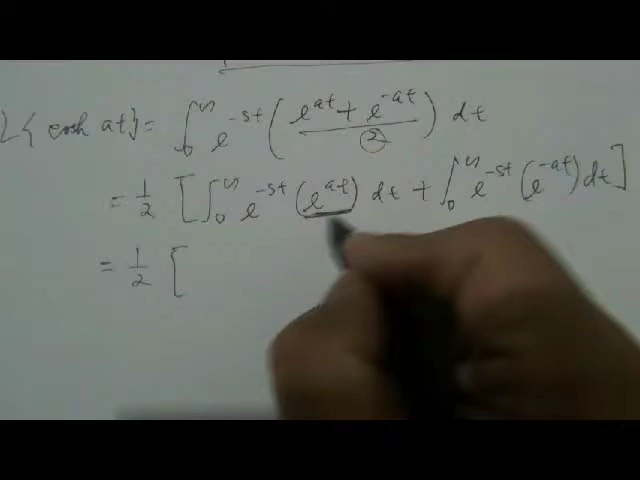 L{cosh at} = ∫₀^∞ e^{-st} ( (e^{at} + e^{-at}) / 2 ) dt
= 1/2 [ ∫₀^∞ e^{-st} (e^{at}) dt + ∫₀^∞ e^{-st} (e^{-at}) dt ]
= 1/2 [